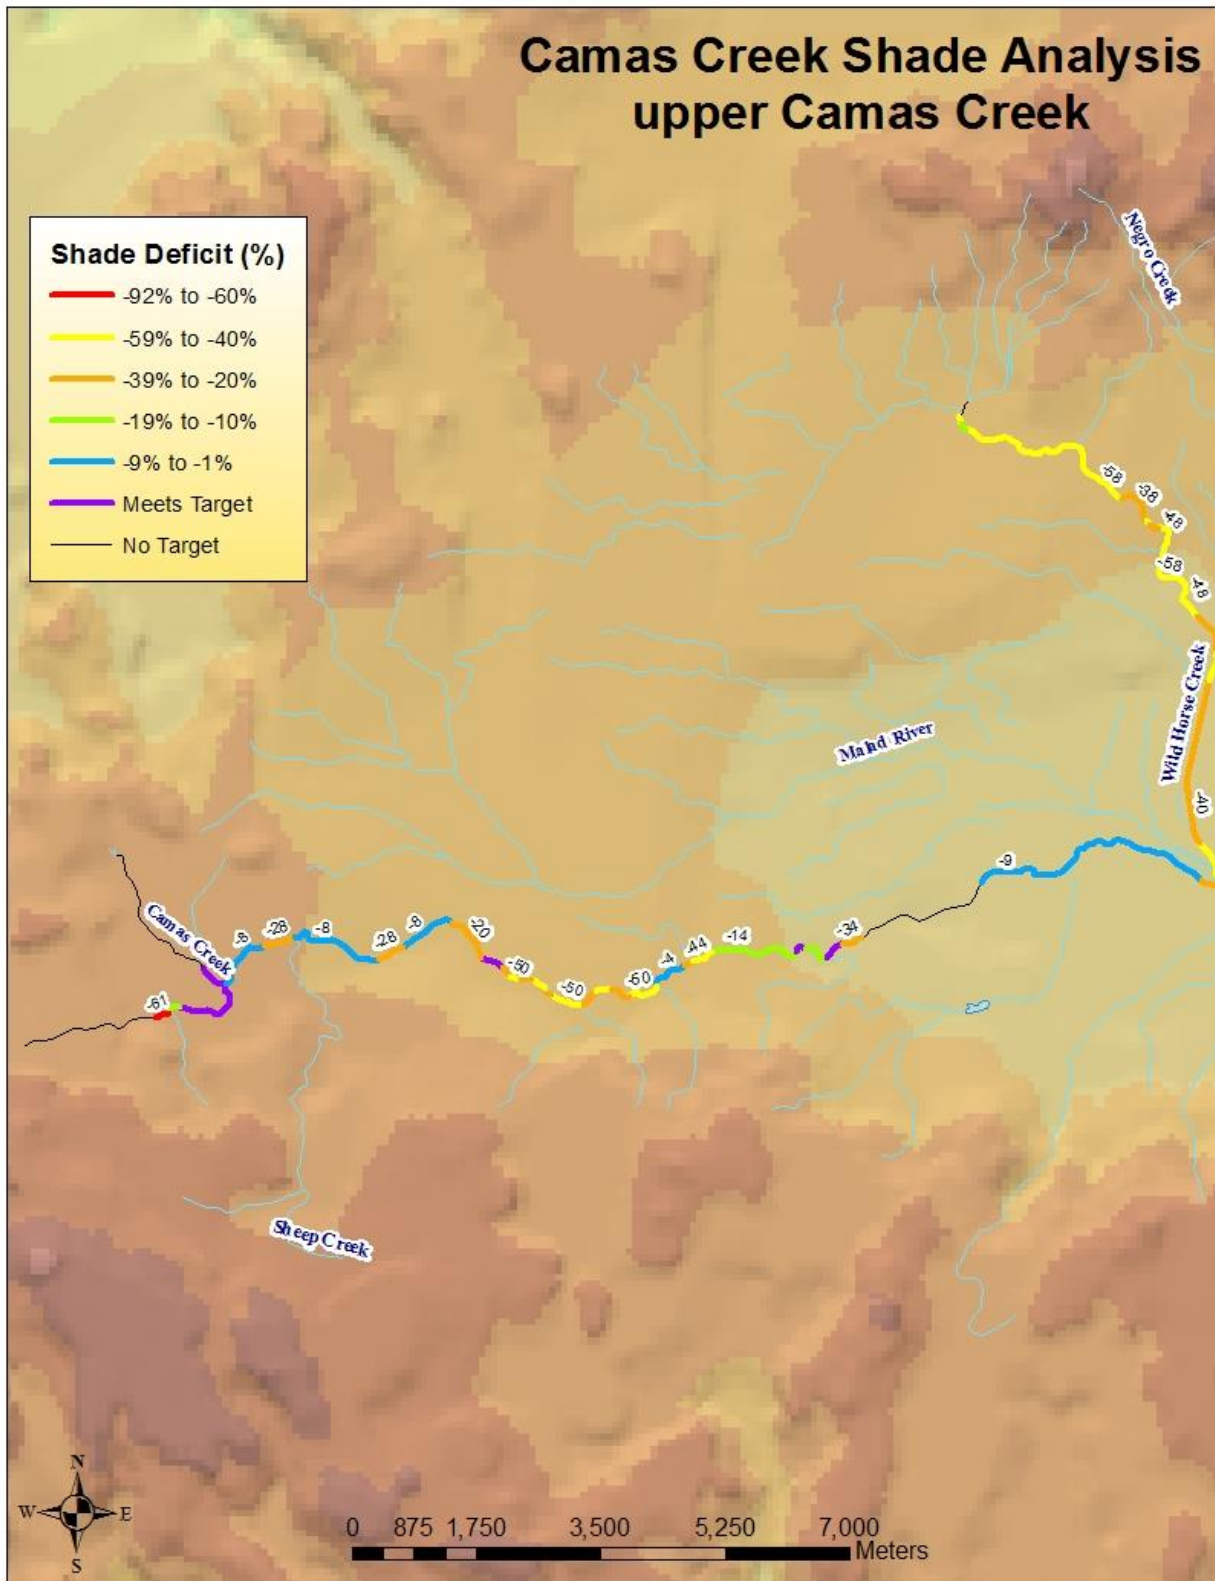 Camas Creek Shade Analysis
upper Camas Creek
Shade Deficit (%)
-92% to -60%
-59% to -40%
-39% to -20%
-19% to -10%
-9% to -1%
Meets Target
No Target
Negro Creek
-58
-38
-48
-58
-48
Wild Horse Creek
Malad River
-40
-9
Camas Creek
-8
-28
-8
-28
-8
-20
-50
-50
-60
-4
-44
-14
-34
-61
Sheep Creek
N
W
E
S
0 875 1,750 3,500 5,250 7,000
Meters